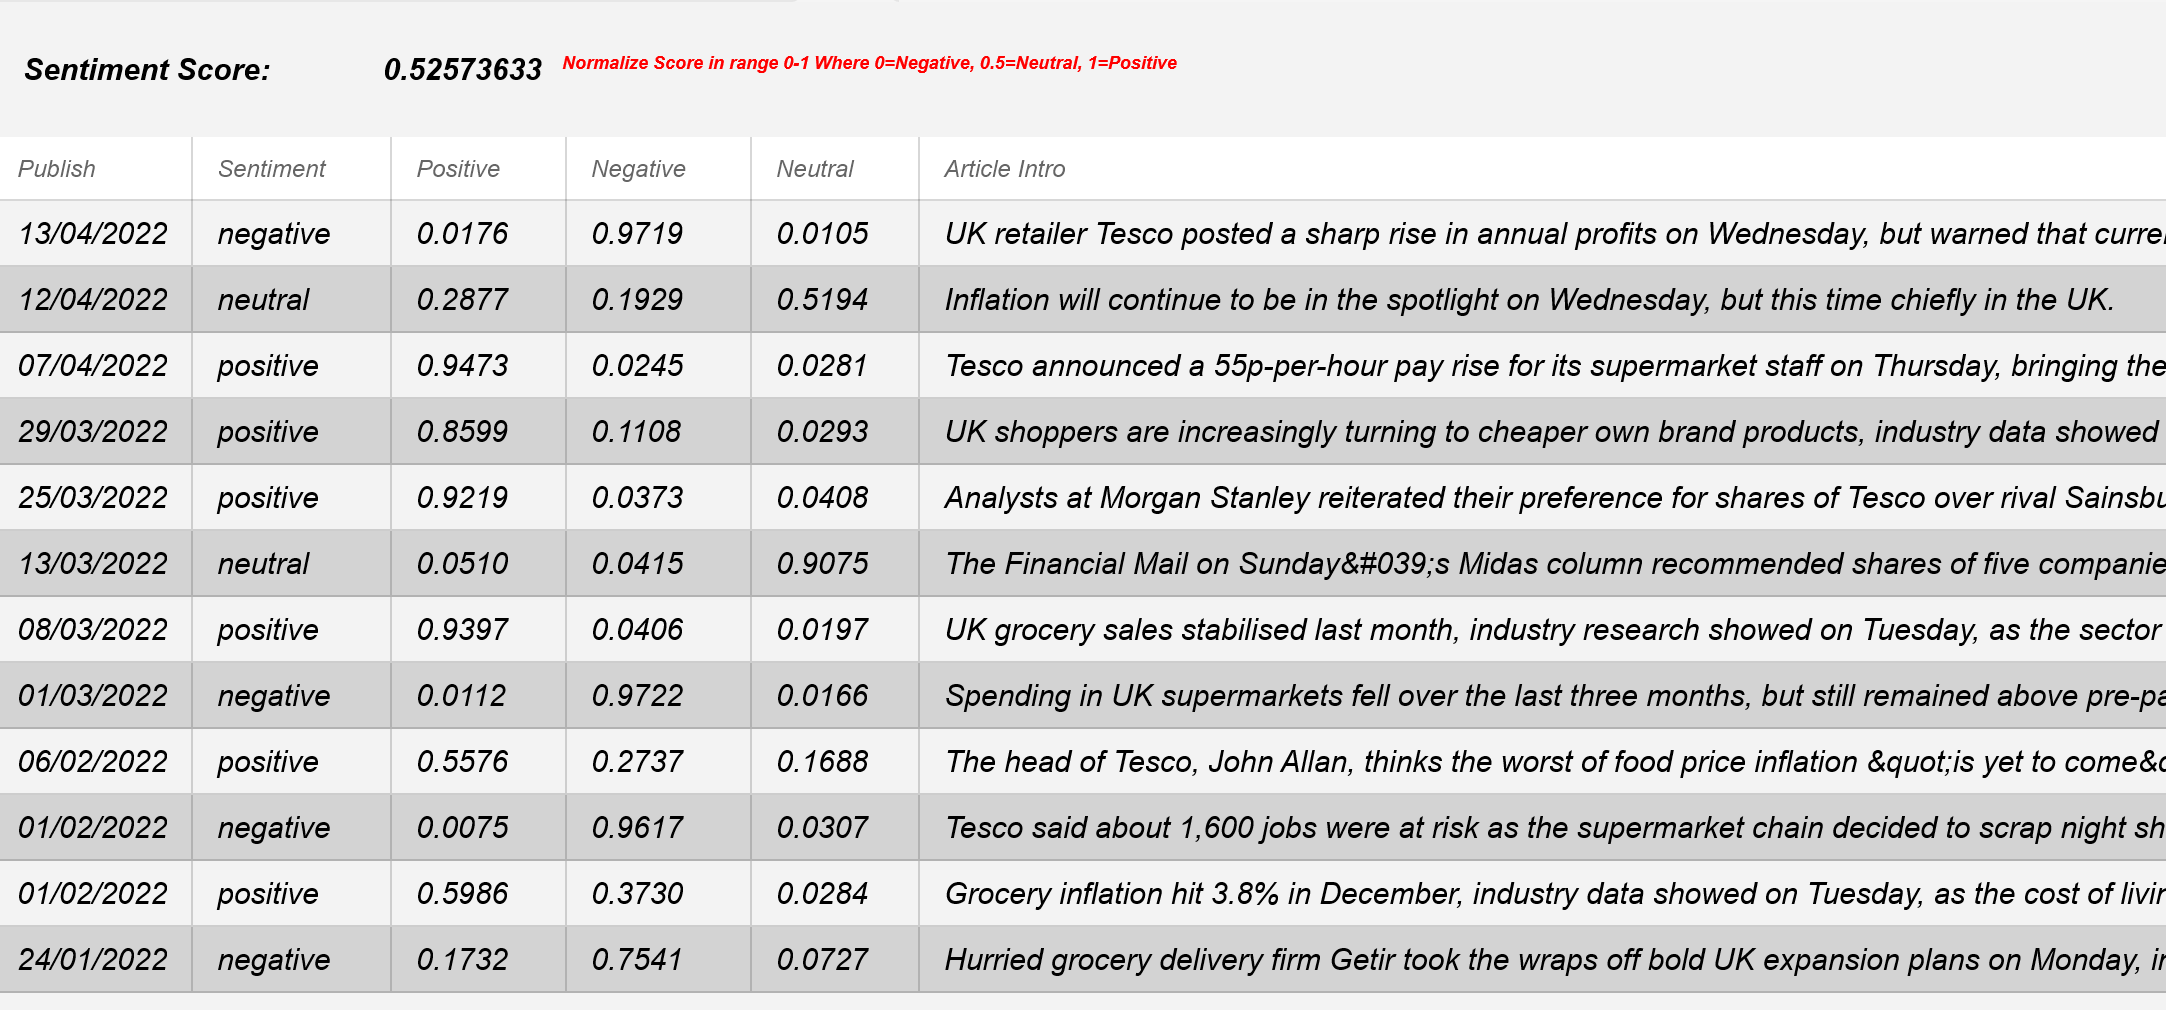 Sentiment Score: 0.52573633 Normalize Score in range 0-1 Where 0=Negative, 0.5=Neutral, 1=Positive
Publish Sentiment Positive Negative Neutral Article Intro
13/04/2022 negative 0.0176 0.9719 0.0105 UK retailer Tesco posted a sharp rise in annual profits on Wednesday, but warned that curre
12/04/2022 neutral 0.2877 0.1929 0.5194 Inflation will continue to be in the spotlight on Wednesday, but this time chiefly in the UK.
07/04/2022 positive 0.9473 0.0245 0.0281 Tesco announced a 55p-per-hour pay rise for its supermarket staff on Thursday, bringing the
29/03/2022 positive 0.8599 0.1108 0.0293 UK shoppers are increasingly turning to cheaper own brand products, industry data showed
25/03/2022 positive 0.9219 0.0373 0.0408 Analysts at Morgan Stanley reiterated their preference for shares of Tesco over rival Sainsbu
13/03/2022 neutral 0.0510 0.0415 0.9075 The Financial Mail on Sunday&#039;s Midas column recommended shares of five companie
08/03/2022 positive 0.9397 0.0406 0.0197 UK grocery sales stabilised last month, industry research showed on Tuesday, as the sector
01/03/2022 negative 0.0112 0.9722 0.0166 Spending in UK supermarkets fell over the last three months, but still remained above pre-pa
06/02/2022 positive 0.5576 0.2737 0.1688 The head of Tesco, John Allan, thinks the worst of food price inflation &quot;is yet to come&
01/02/2022 negative 0.0075 0.9617 0.0307 Tesco said about 1,600 jobs were at risk as the supermarket chain decided to scrap night sh
01/02/2022 positive 0.5986 0.3730 0.0284 Grocery inflation hit 3.8% in December, industry data showed on Tuesday, as the cost of livi
24/01/2022 negative 0.1732 0.7541 0.0727 Hurried grocery delivery firm Getir took the wraps off bold UK expansion plans on Monday, i